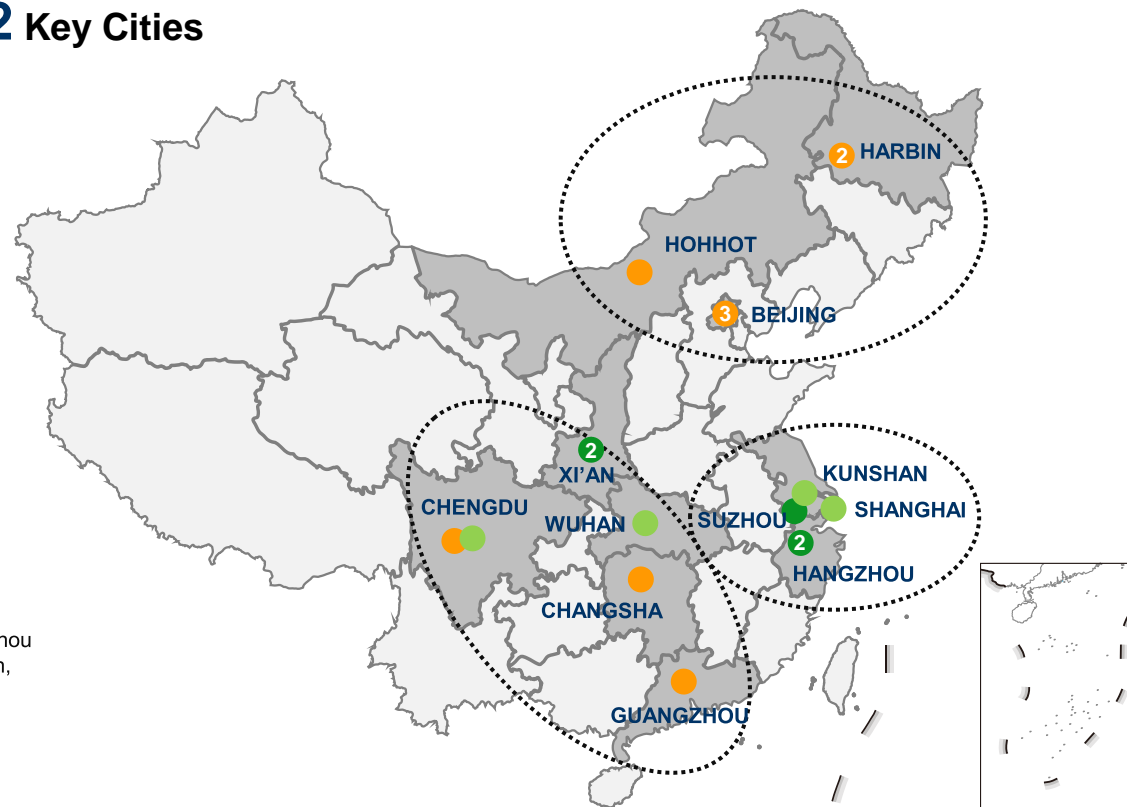 2 Key Cities
2 HARBIN
HOHHOT
3 BEIJING
2
XI'AN
KUNSHAN
CHENGDU
SHANGHAI
WUHAN
SUZHOU
2
HANGZHOU
CHANGSHA
hou
n,
GUANGZHOU